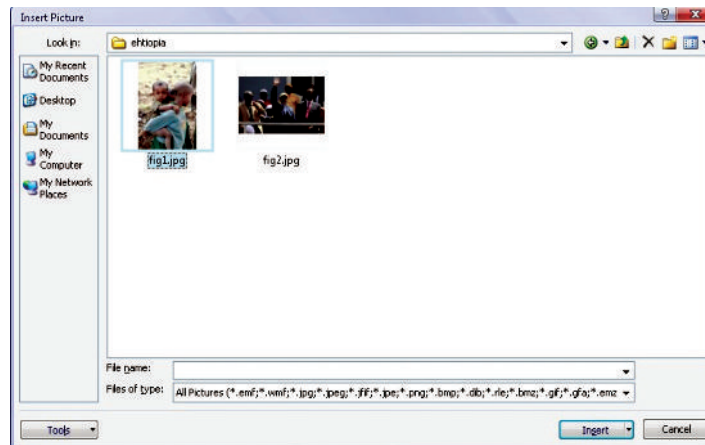 Insert Picture
Look in:
ehtiopia
My Recent
Documents
Desktop
My
Documents
My
Computer
My Network
Places
fig1.jpg
fig2.jpg
File name:
Files of type:
All Pictures (*.emf;*.wmf;*.jpg;*.jpeg;*.jfif;*.jpe;*.png;*.bmp;*.dib;*.rle;*.bmz;*.gif;*.gfa;*.emz
Tools
Insert
Cancel